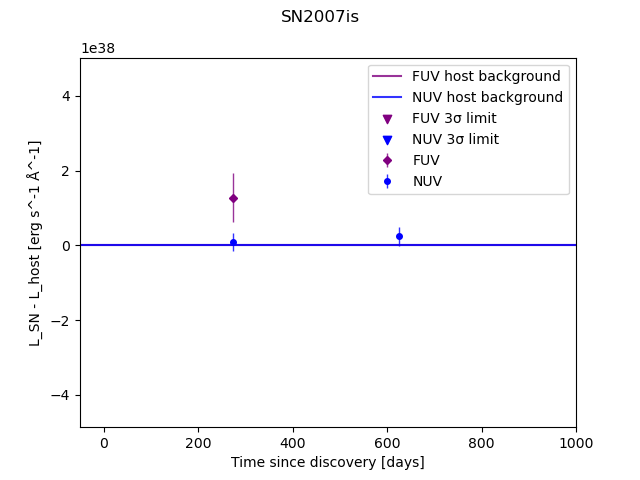 SN2007is
1e38
FUV host background
NUV host background
FUV 3σ limit
NUV 3σ limit
FUV
NUV
4
2
0
−2
−4
L_SN - L_host [erg s^-1 Å^-1]
0 200 400 600 800 1000
Time since discovery [days]